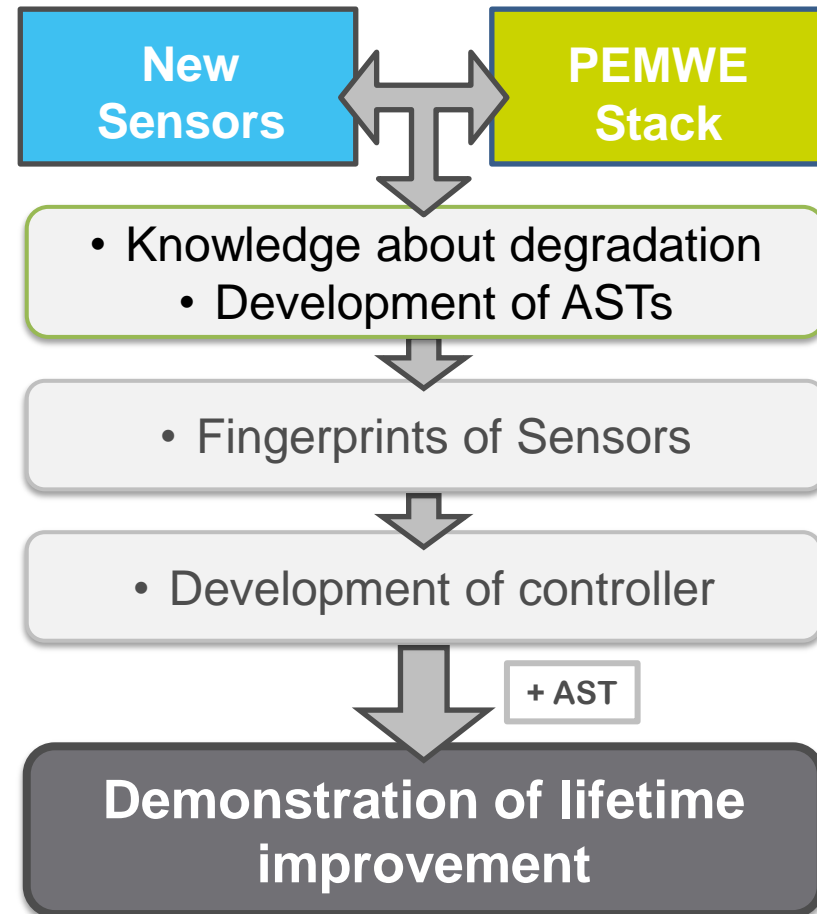 New
Sensors
PEMWE
Stack
• Knowledge about degradation
• Development of ASTs
• Fingerprints of Sensors
• Development of controller
+ AST
Demonstration of lifetime
improvement